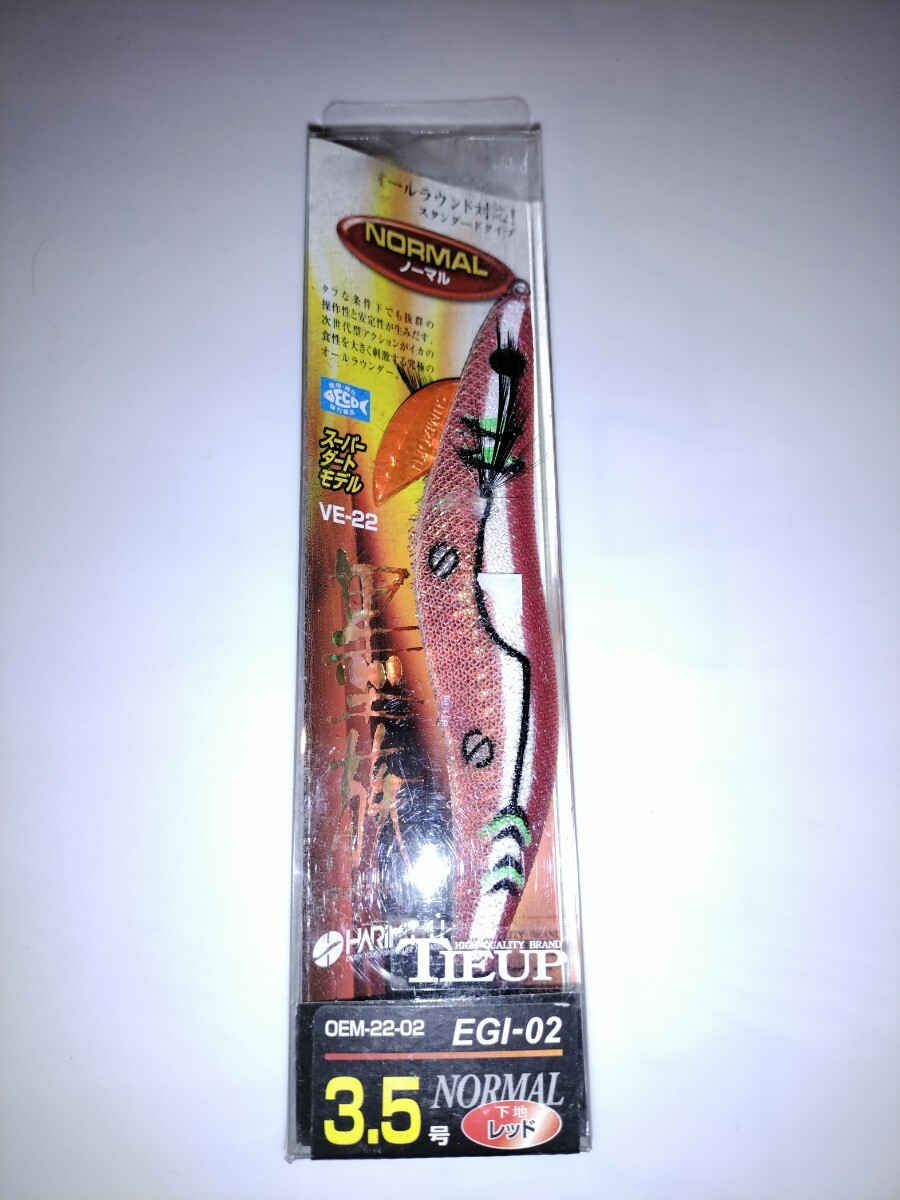 オールラウンド対応!
スタンダードタイプ
NORMAL
ノーマル
タフな条件下でも抜群の
操作性と安定性が生みだす、
次世代型アクションがイカの
食性を大きく刺激する究極の
オールラウンダー。
ECO
スーパー
ダート
モデル
VE-22
TIEUP
HIGH QUALITY BRAND
OEM-22-02 EGI-02
3.5号 NORMAL
下地
レッド